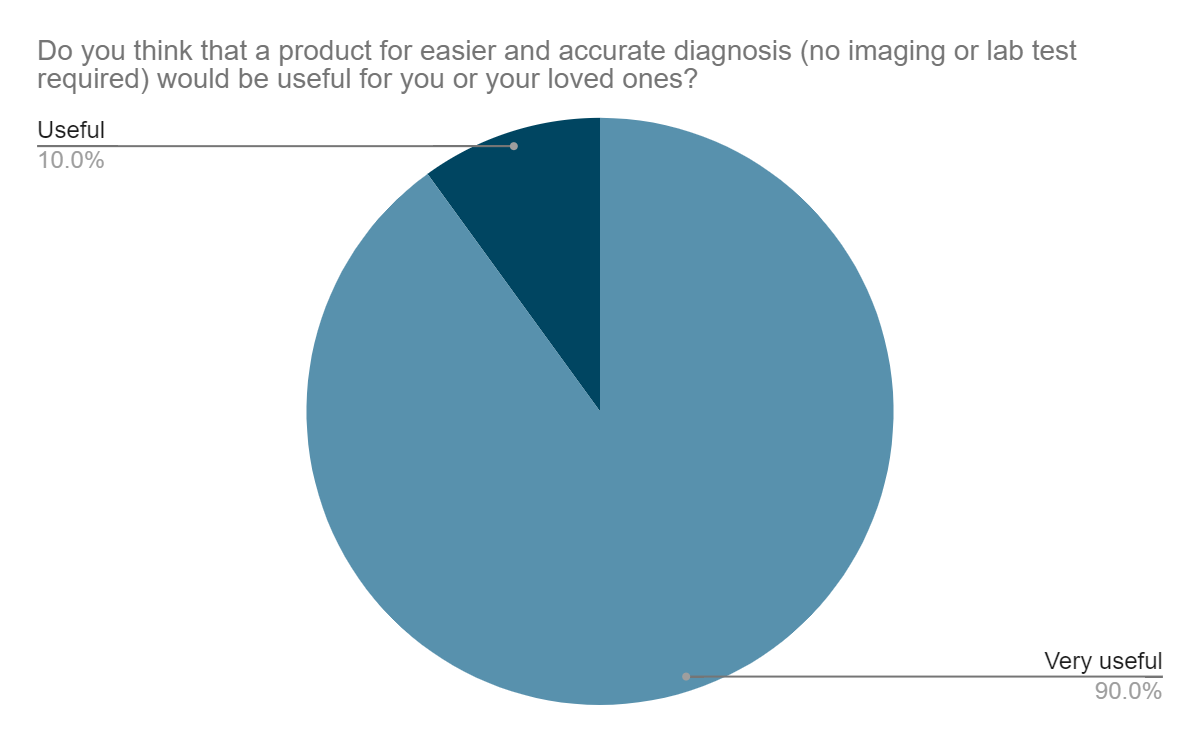 Do you think that a product for easier and accurate diagnosis (no imaging or lab test
required) would be useful for you or your loved ones?
Useful
10.0%
Very useful
90.0%